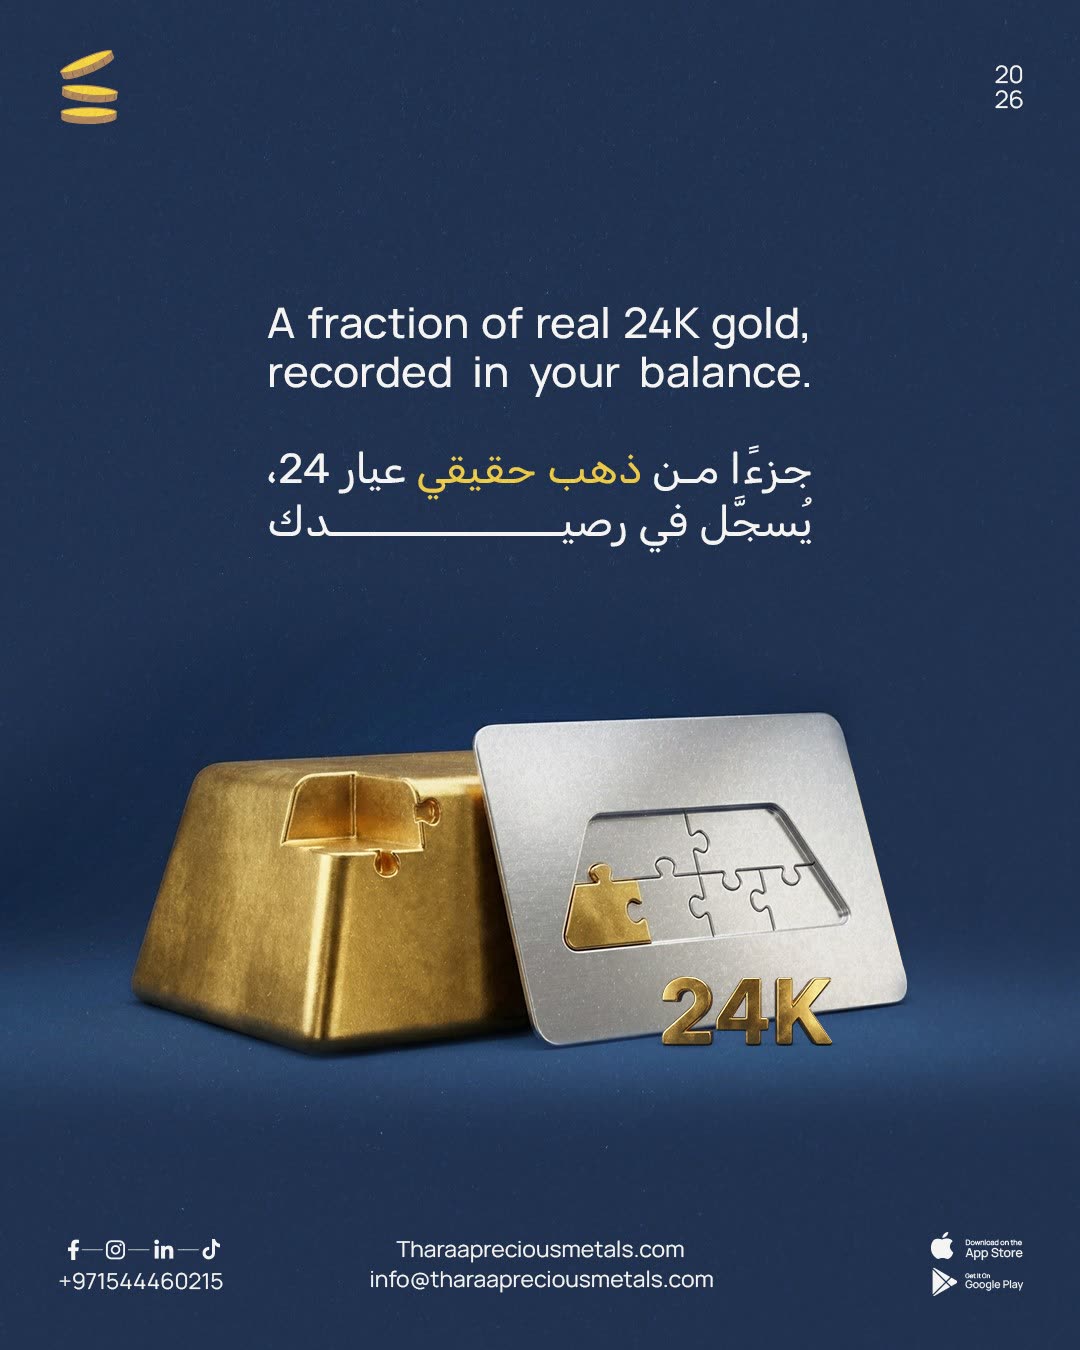 20
26
A fraction of real 24K gold,
recorded in your balance.
جزءًا من ذهب حقيقي عيار 24،
يُسجَّل في رصيـــــــــــــدك
24K
+971544460215
Tharaapreciousmetals.com
info@tharaapreciousmetals.com
Download on the
App Store
Get It On
Google Play